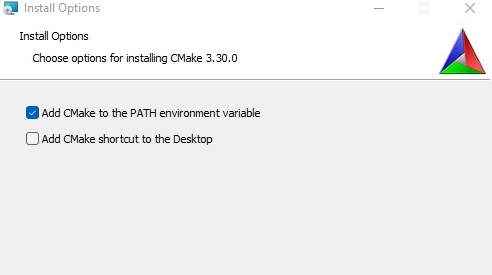 Install Options
Install Options
Choose options for installing CMake 3.30.0
Add CMake to the PATH environment variable
Add CMake shortcut to the Desktop